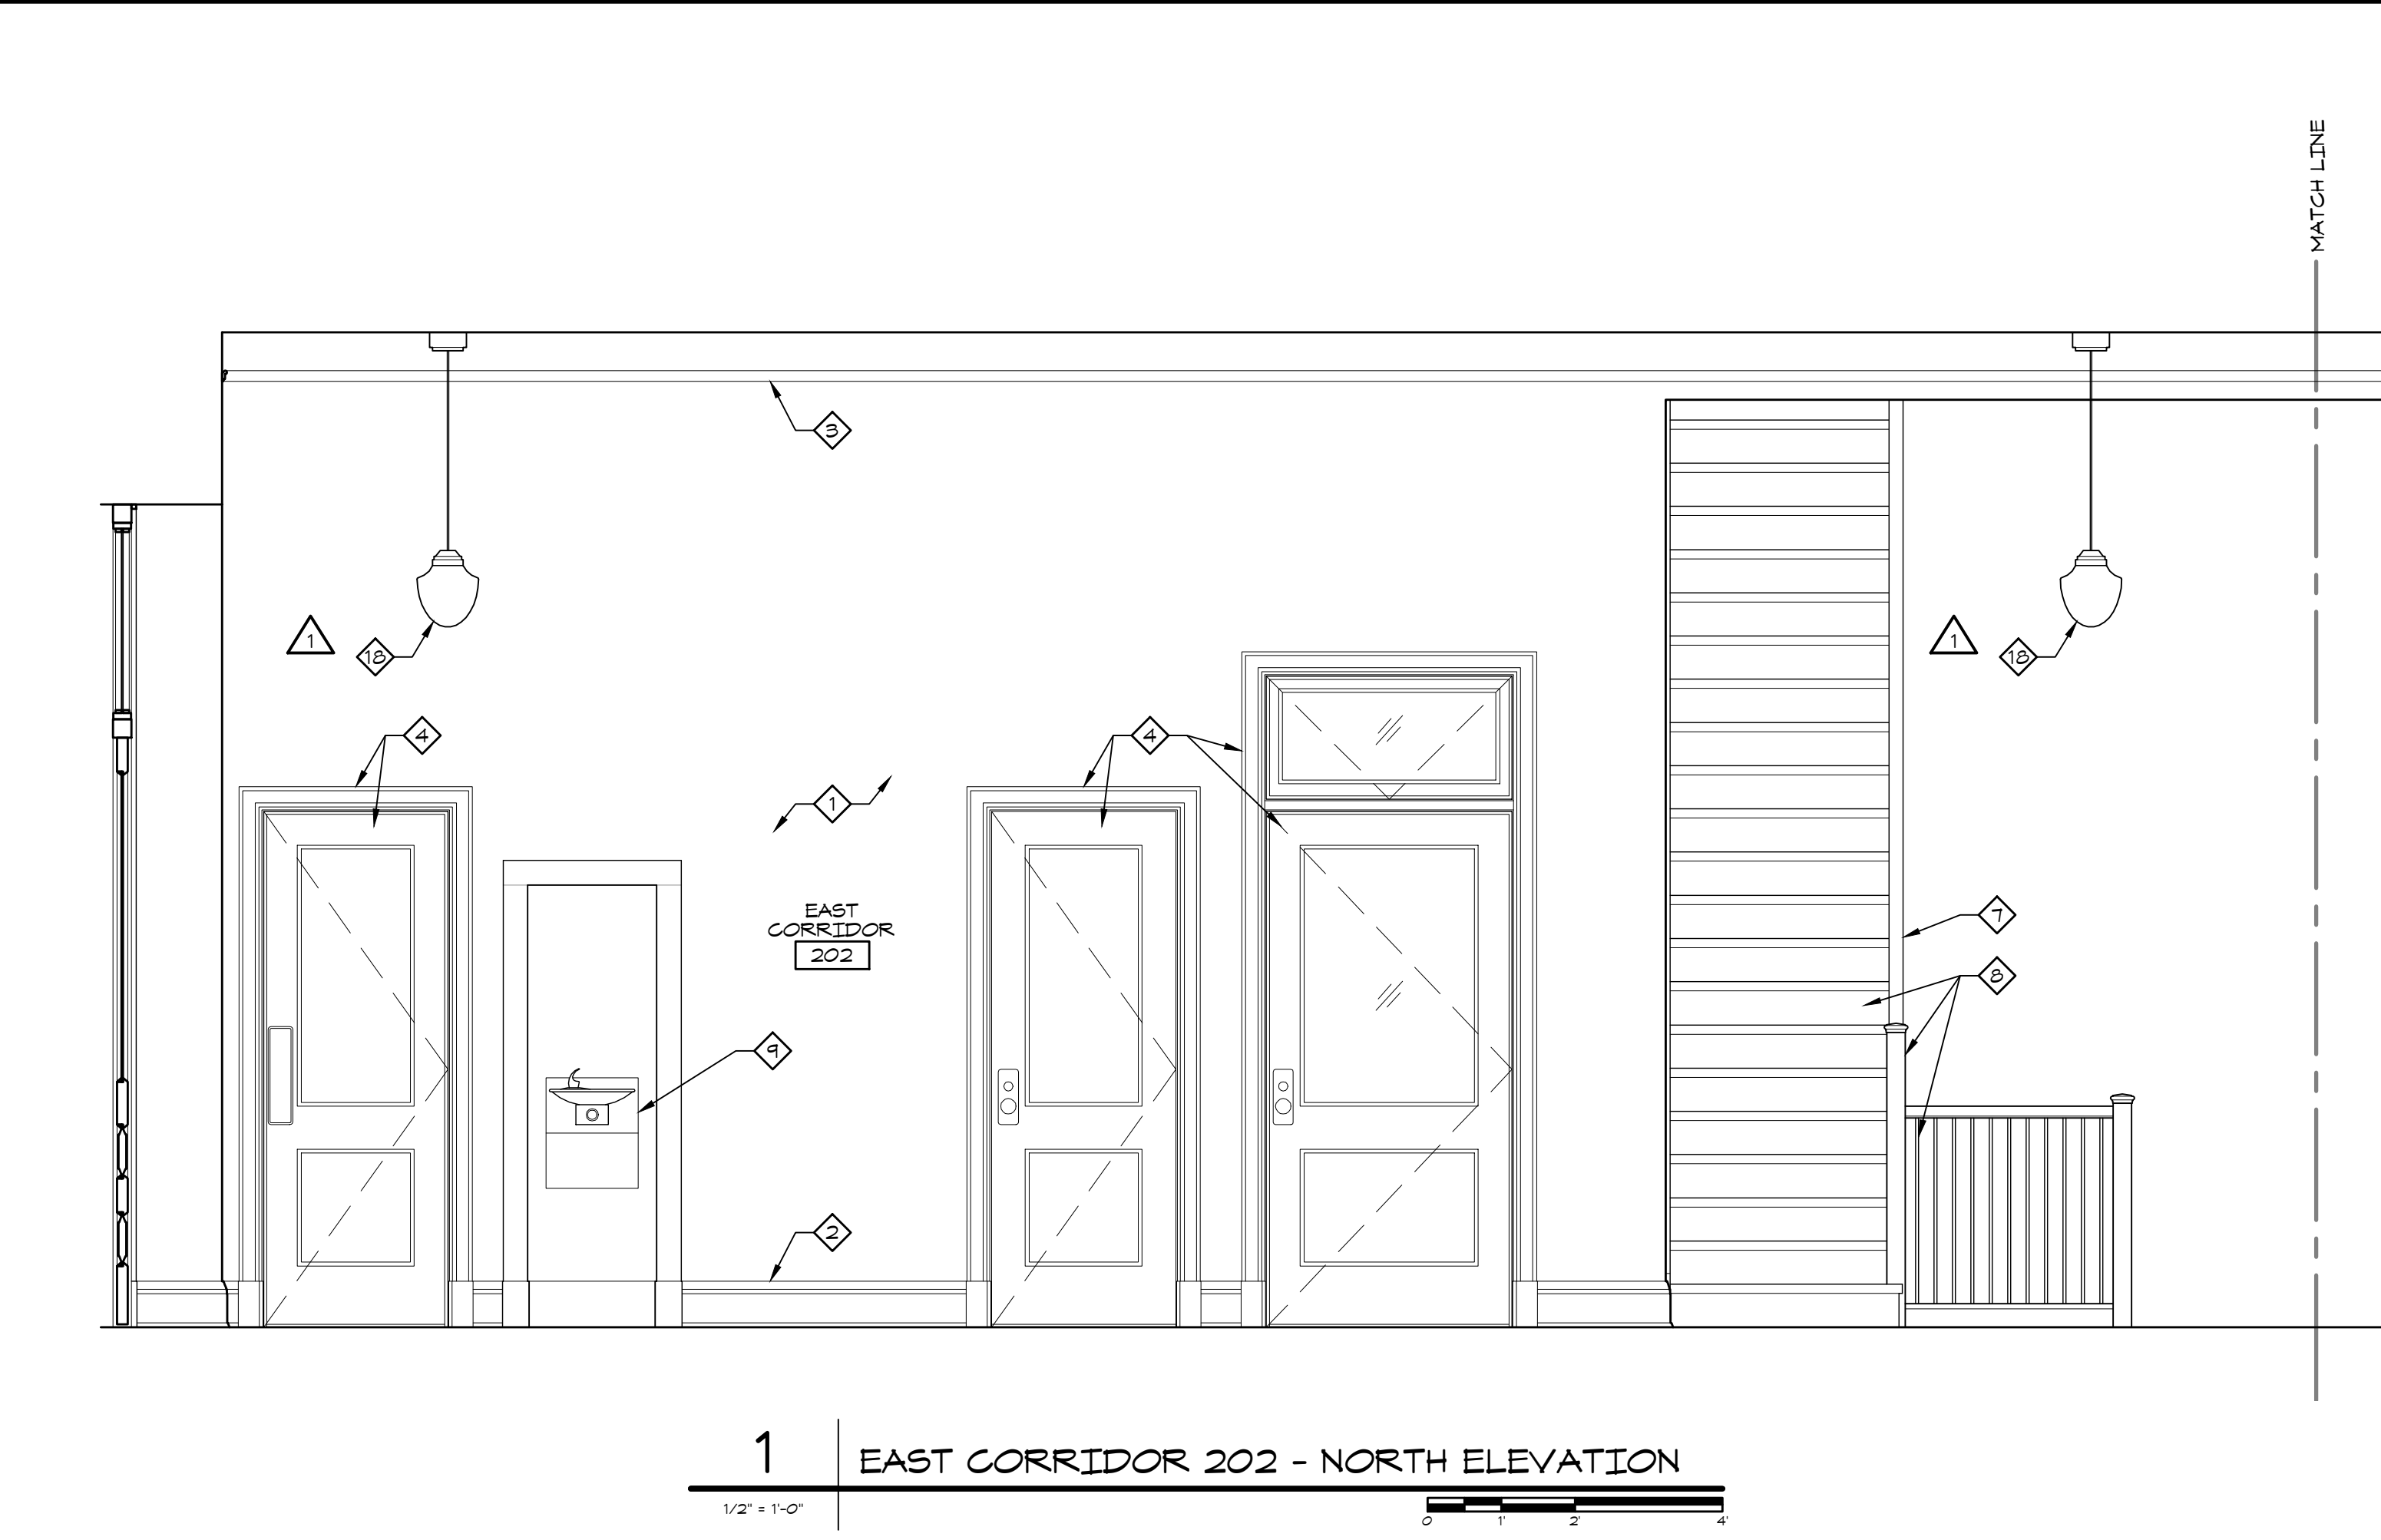 MATCH LINE
3
1
18
1
18
4
4
1
EAST
CORRIDOR
202
7
8
9
2
1
EAST CORRIDOR 202 - NORTH ELEVATION
1/2" = 1'-0"
0 1' 2' 4'